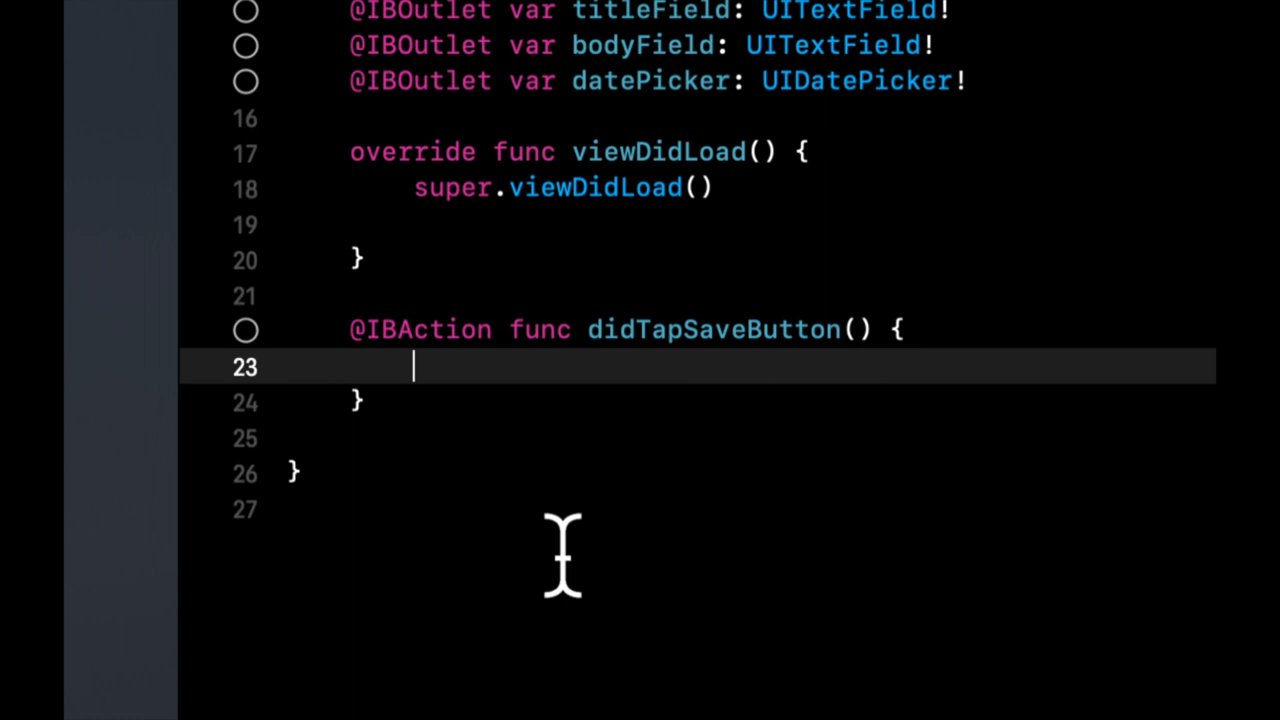 @IBOutlet var titleField: UITextField!
@IBOutlet var bodyField: UITextField!
@IBOutlet var datePicker: UIDatePicker!
16
17 override func viewDidLoad() {
18 super.viewDidLoad()
19
20 }
21
@IBAction func didTapSaveButton() {
23
24 }
25
26 }
27